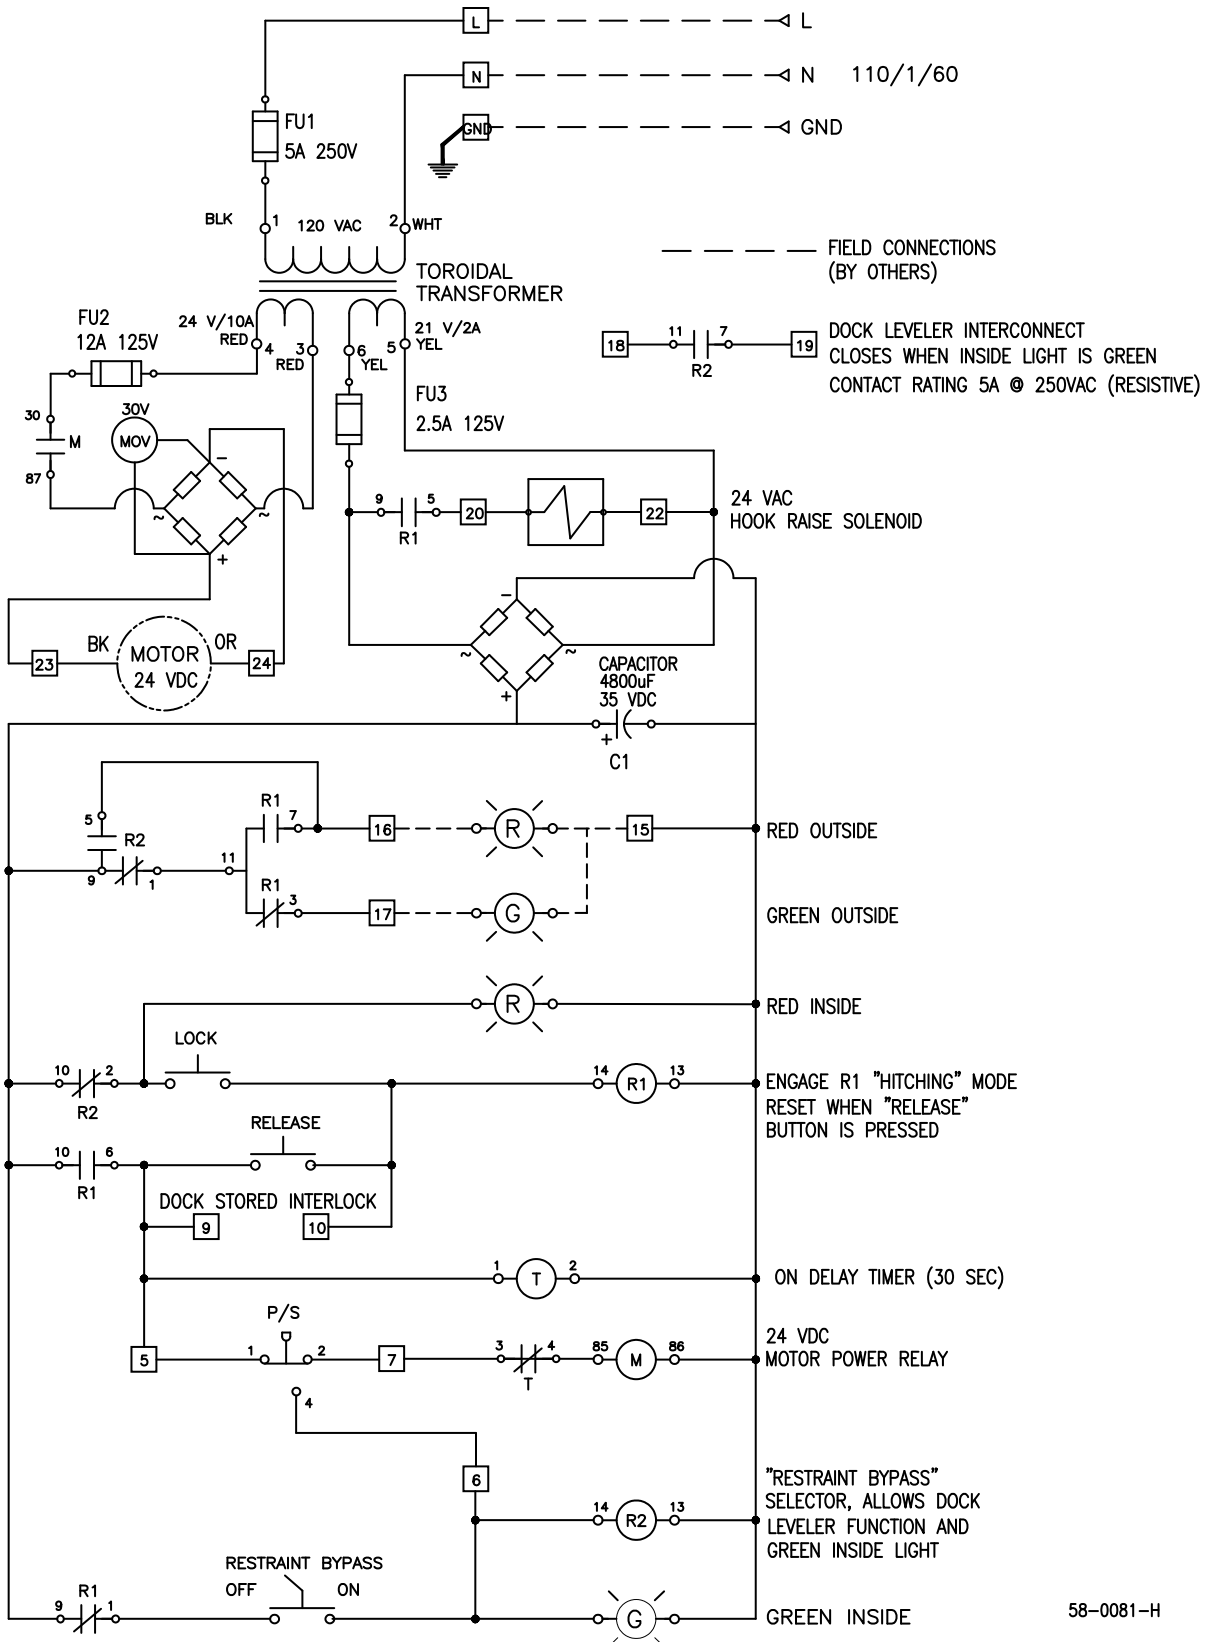 L
L
N
N 110/1/60
GND
GND
FU1
5A 250V
BLK
1
120 VAC
2
WHT
TOROIDAL
TRANSFORMER
FIELD CONNECTIONS
(BY OTHERS)
24 V/10A
RED
4
3
RED
6
YEL
5
21 V/2A
YEL
FU2
12A 125V
18
11
7
R2
19
DOCK LEVELER INTERCONNECT
CLOSES WHEN INSIDE LIGHT IS GREEN
CONTACT RATING 5A @ 250VAC (RESISTIVE)
FU3
2.5A 125V
30
M
87
30V
MOV
-
~
~
+
9
5
R1
20
22
24 VAC
HOOK RAISE SOLENOID
-
~
~
+
23
BK
MOTOR
24 VDC
OR
24
CAPACITOR
4800uF
35 VDC
+
C1
5
R2
9
1
11
R1
7
16
R
15
RED OUTSIDE
R1
3
17
G
GREEN OUTSIDE
R
RED INSIDE
LOCK
10
2
R2
14
R1
13
ENGAGE R1 "HITCHING" MODE
RESET WHEN "RELEASE"
BUTTON IS PRESSED
RELEASE
10
6
R1
DOCK STORED INTERLOCK
9
10
1
T
2
ON DELAY TIMER (30 SEC)
P/S
5
1
2
7
3
4
T
85
M
86
24 VDC
MOTOR POWER RELAY
4
6
14
R2
13
"RESTRAINT BYPASS"
SELECTOR, ALLOWS DOCK
LEVELER FUNCTION AND
GREEN INSIDE LIGHT
RESTRAINT BYPASS
OFF
ON
R1
9
1
G
GREEN INSIDE
58-0081-H